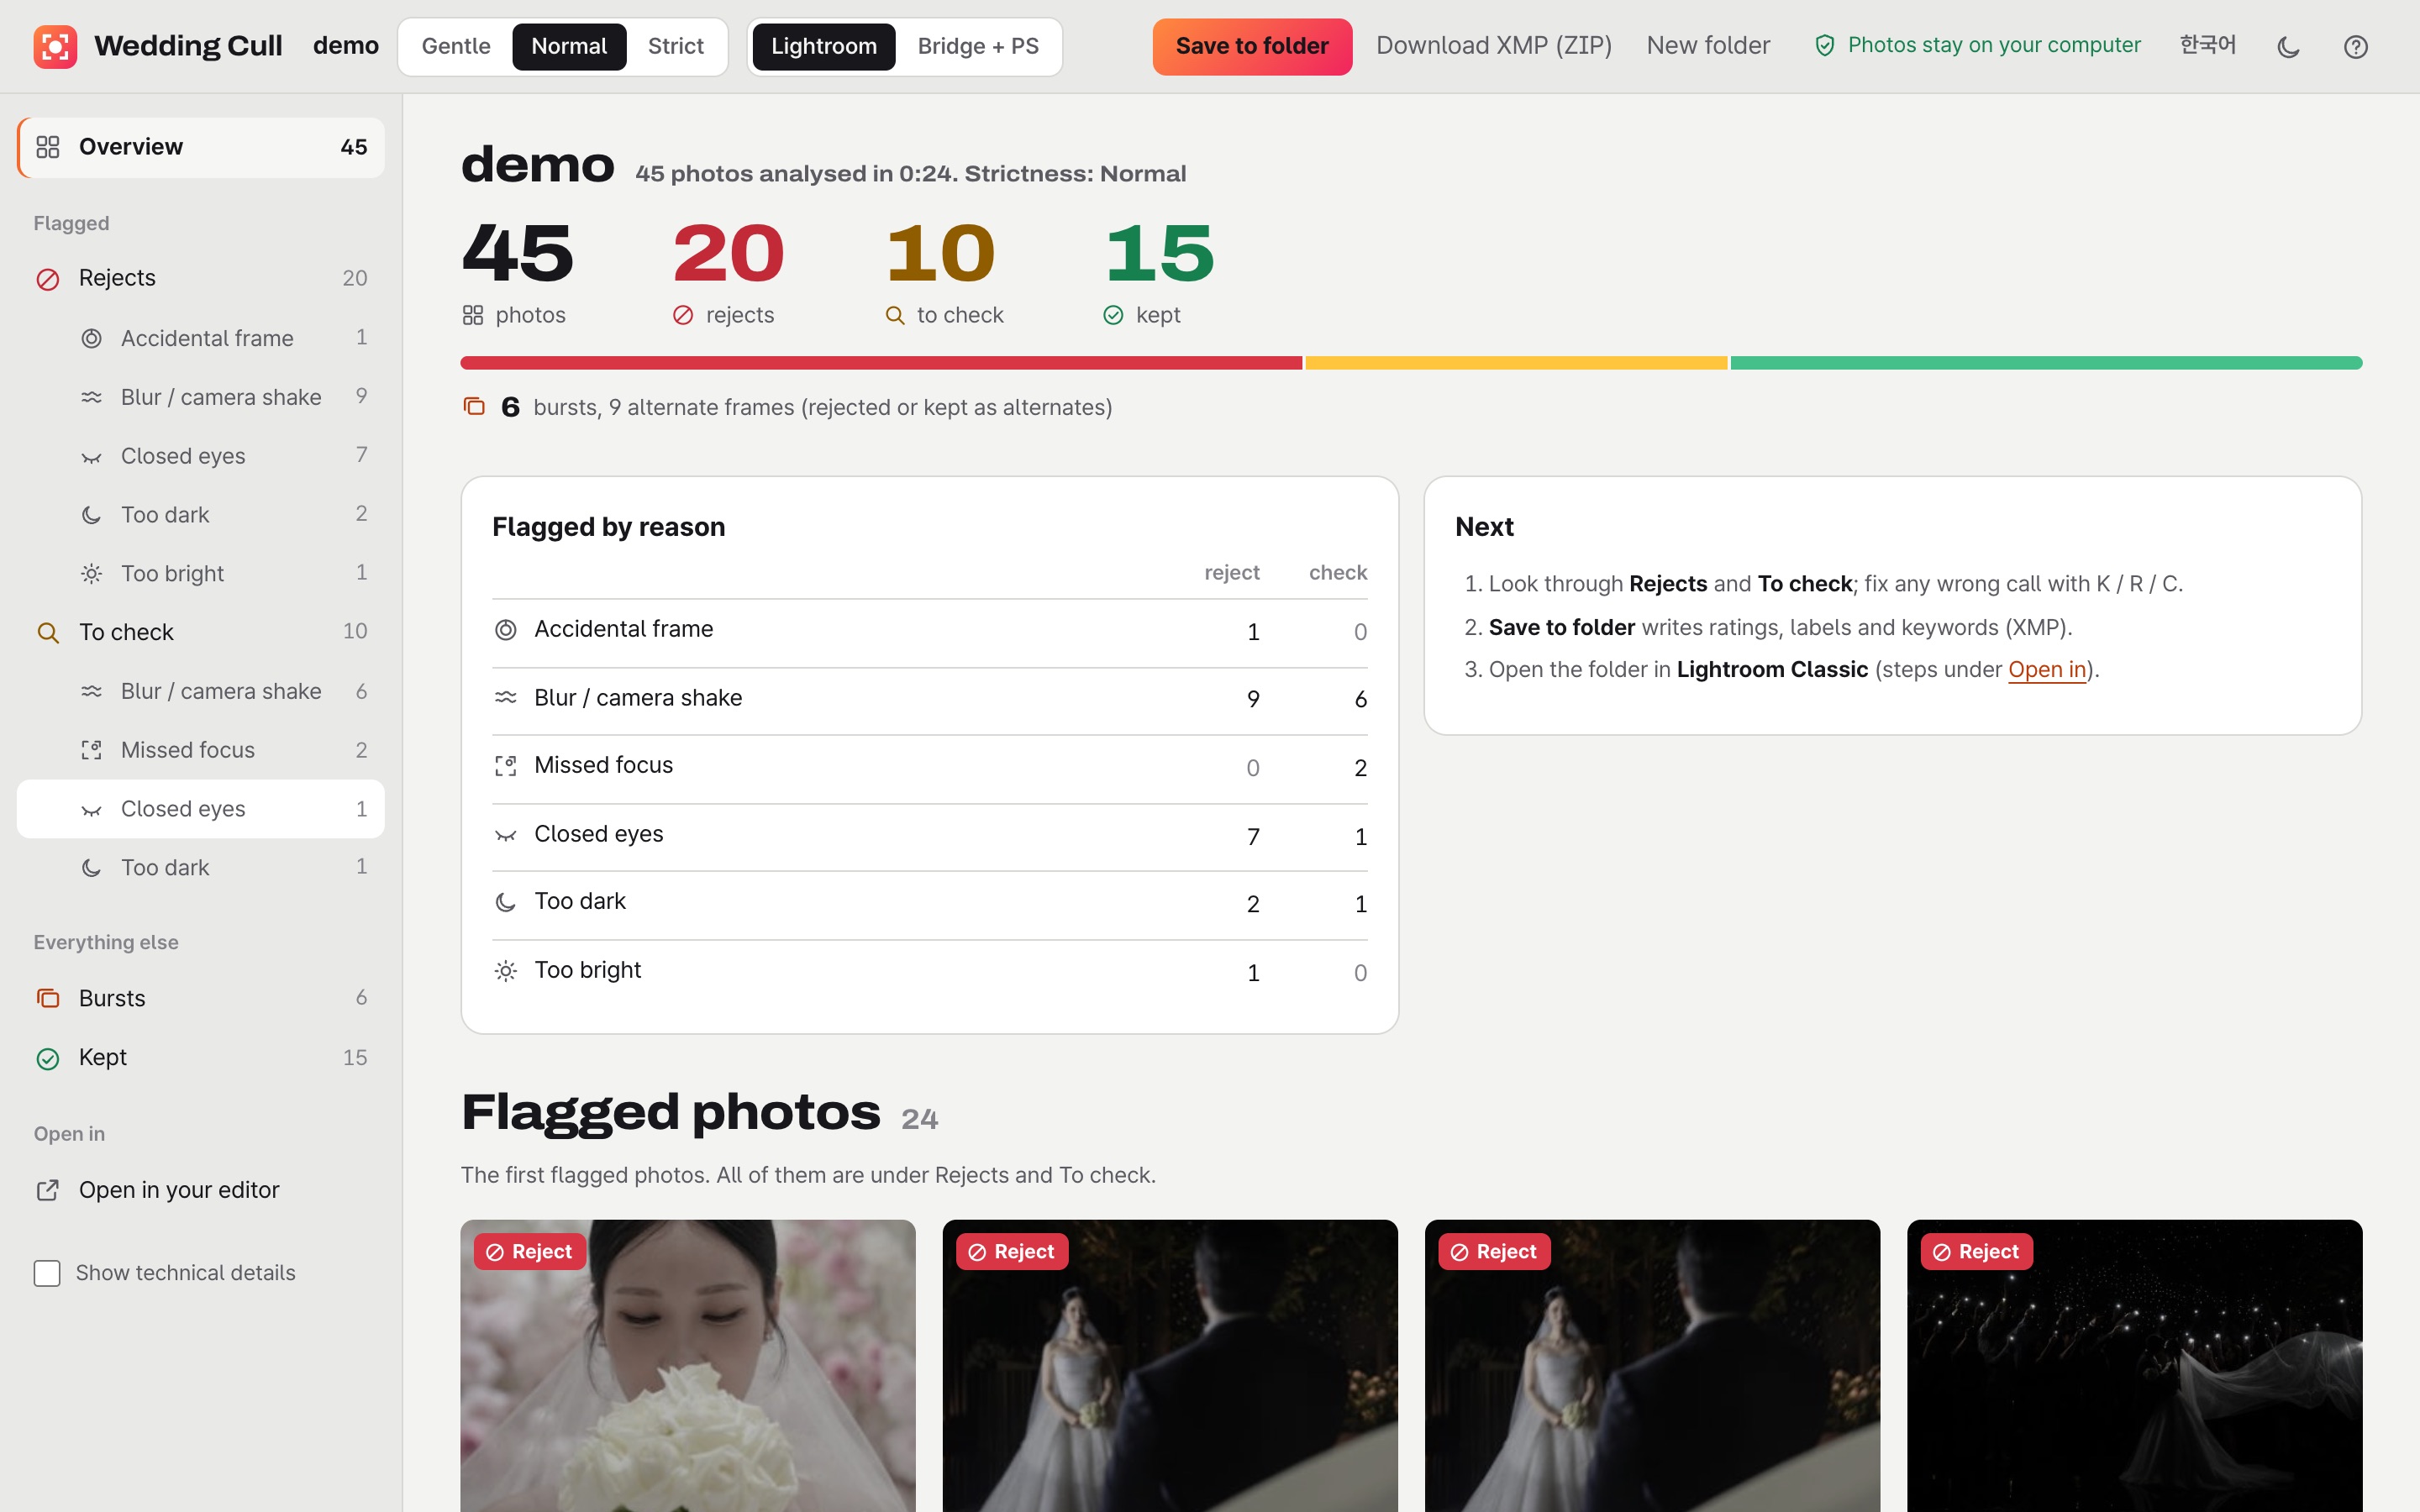 Wedding Cull demo Gentle Normal Strict Lightroom Bridge + PS Save to folder Download XMP (ZIP) New folder Photos stay on your computer 한국어
Overview 45
Flagged
Rejects 20
Accidental frame 1
Blur / camera shake 9
Closed eyes 7
Too dark 2
Too bright 1
To check 10
Blur / camera shake 6
Missed focus 2
Closed eyes 1
Too dark 1
Everything else
Bursts 6
Kept 15
Open in
Open in your editor
Show technical details
demo 45 photos analysed in 0:24. Strictness: Normal
45 20 10 15
photos rejects to check kept
6 bursts, 9 alternate frames (rejected or kept as alternates)
Flagged by reason
reject check
Accidental frame 1 0
Blur / camera shake 9 6
Missed focus 0 2
Closed eyes 7 1
Too dark 2 1
Too bright 1 0
Next
1. Look through Rejects and To check; fix any wrong call with K / R / C.
2. Save to folder writes ratings, labels and keywords (XMP).
3. Open the folder in Lightroom Classic (steps under Open in).
Flagged photos 24
The first flagged photos. All of them are under Rejects and To check.
Reject Reject Reject Reject